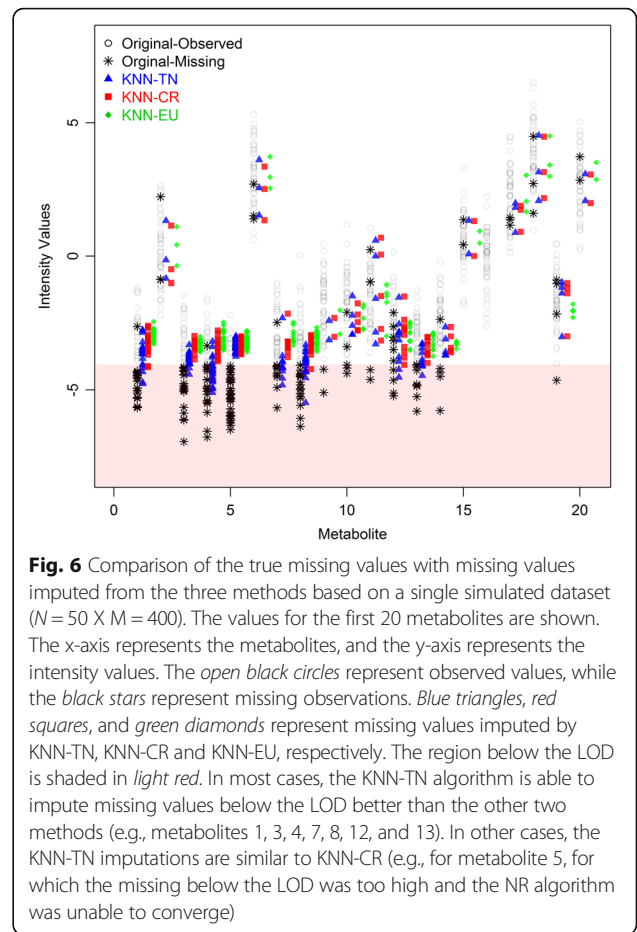 Original-Observed
Orginal-Missing
KNN-TN
KNN-CR
KNN-EU
Intensity Values
5
0
-5
0
5
10
15
20
Metabolite
Fig. 6 Comparison of the true missing values with missing values
imputed from the three methods based on a single simulated dataset
(N = 50 X M = 400). The values for the first 20 metabolites are shown.
The x-axis represents the metabolites, and the y-axis represents the
intensity values. The open black circles represent observed values, while
the black stars represent missing observations. Blue triangles, red
squares, and green diamonds represent missing values imputed by
KNN-TN, KNN-CR and KNN-EU, respectively. The region below the LOD
is shaded in light red. In most cases, the KNN-TN algorithm is able to
impute missing values below the LOD better than the other two
methods (e.g., metabolites 1, 3, 4, 7, 8, 12, and 13). In other cases, the
KNN-TN imputations are similar to KNN-CR (e.g., for metabolite 5, for
which the missing below the LOD was too high and the NR algorithm
was unable to converge)